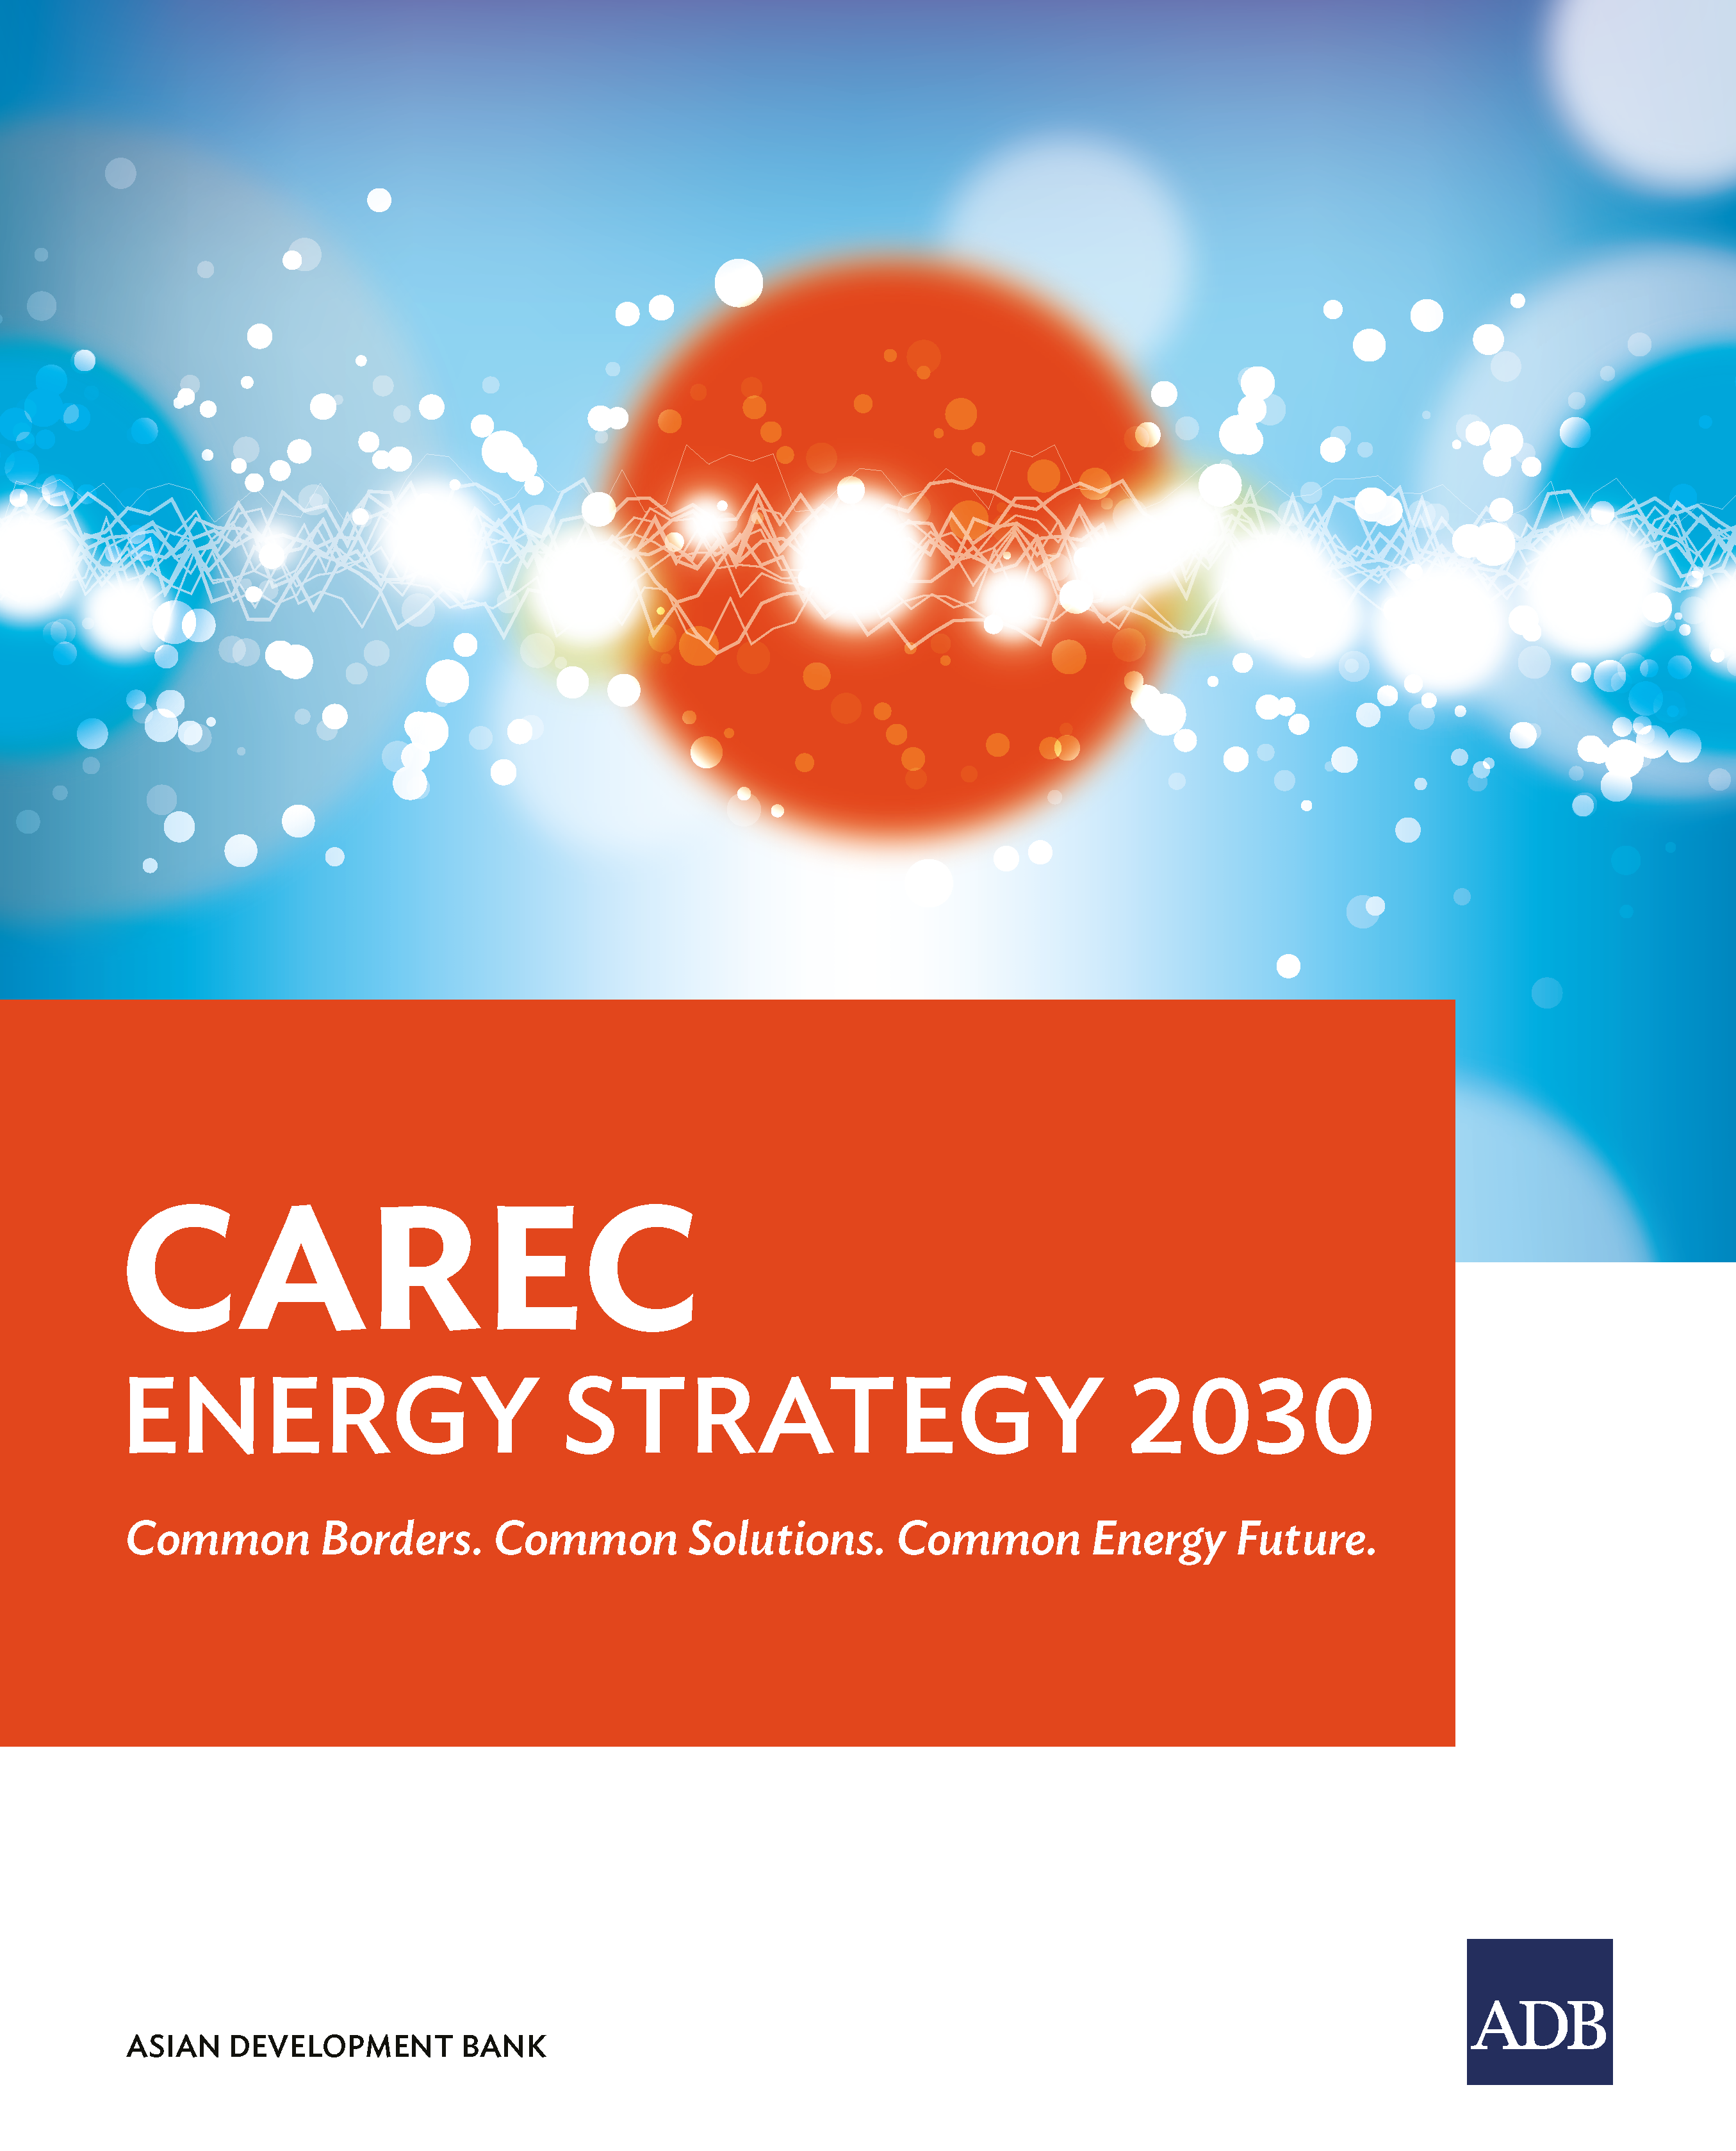 CAREC
ENERGY STRATEGY 2030
Common Borders. Common Solutions. Common Energy Future.
ASIAN DEVELOPMENT BANK
ADB